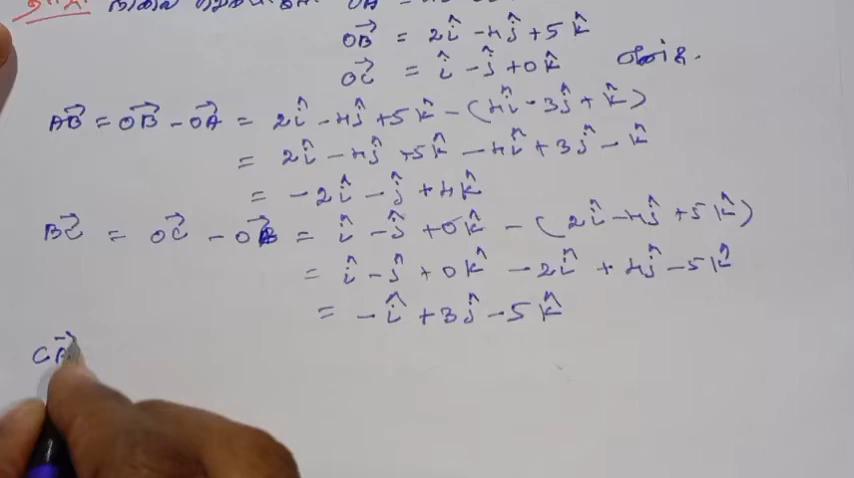 OB⃗ = 2î - 4ĵ + 5k̂
OC⃗ = î - ĵ + 0k̂ என்க.
AB⃗ = OB⃗ - OA⃗ = 2î - 4ĵ + 5k̂ - (4î - 3ĵ + k̂)
= 2î - 4ĵ + 5k̂ - 4î + 3ĵ - k̂
= -2î - ĵ + 4k̂
BC⃗ = OC⃗ - OB⃗ = î - ĵ + 0k̂ - (2î - 4ĵ + 5k̂)
= î - ĵ + 0k̂ - 2î + 4ĵ - 5k̂
= -î + 3ĵ - 5k̂
CA⃗